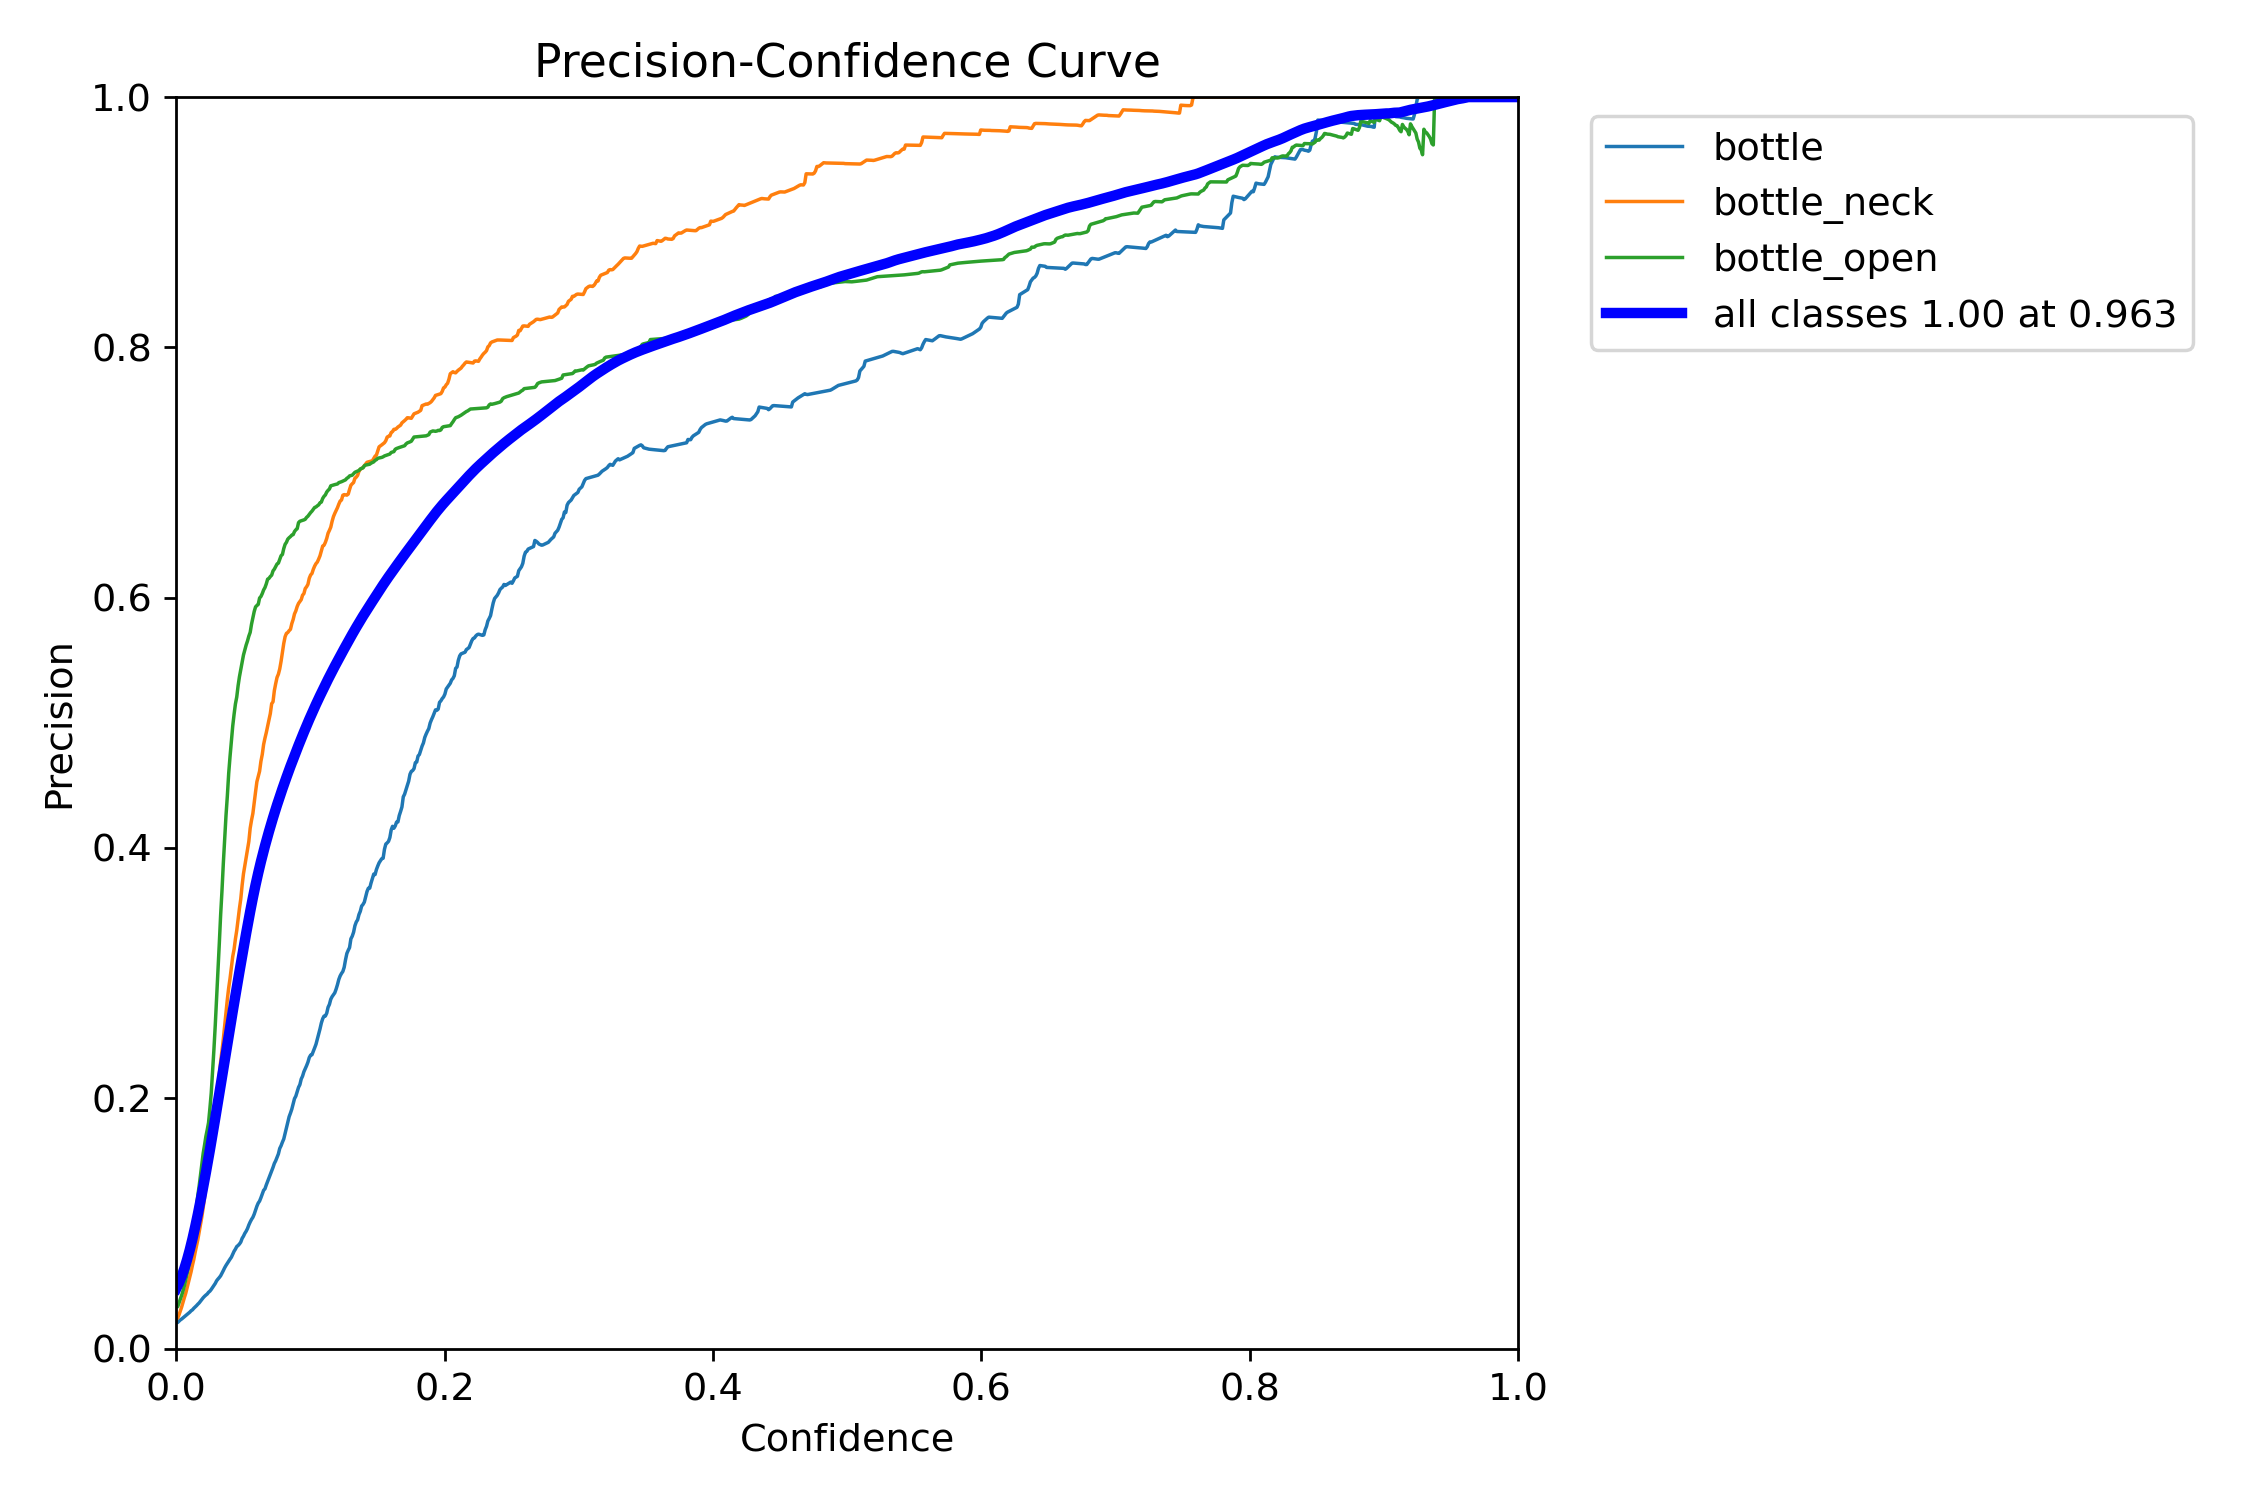 Precision-Confidence Curve
1.0
0.8
0.6
0.4
0.2
0.0
Precision
0.0 0.2 0.4 0.6 0.8 1.0
Confidence
bottle
bottle_neck
bottle_open
all classes 1.00 at 0.963